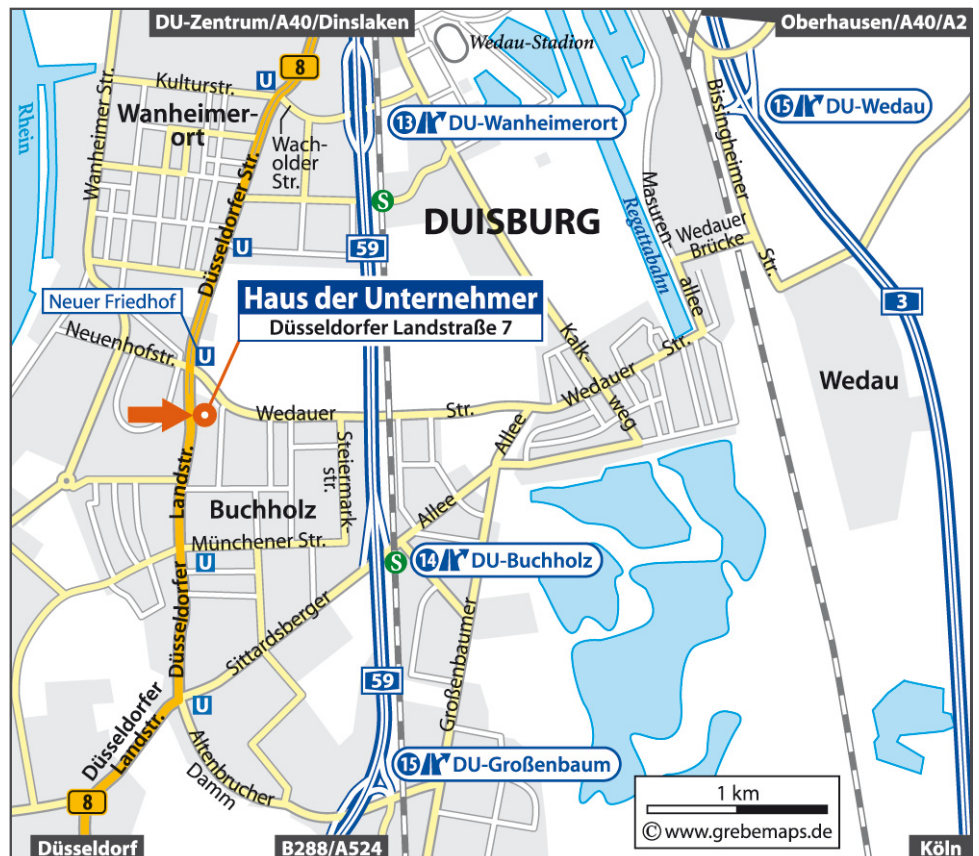 DU-Zentrum/A40/Dinslaken
Oberhausen/A40/A2
Wedau-Stadion
8
U
Kulturstr.
Wanheimer Str.
Rhein
Wanheimer-
ort
13 DU-Wanheimerort
15 DU-Wedau
Bissingheimer
Str.
Wach-
older
Str.
S
Düsseldorfer Str.
DUISBURG
Masuren-
allee
Regattabahn
Wedauer
Brücke
U
59
3
Neuer Friedhof
U
Haus der Unternehmer
Düsseldorfer Landstraße 7
Neuenhofstr.
Kalk-
weg
Wedauer Str.
Wedau
Wedauer
Str.
Steiermark-
str.
Allee
Allee
Düsseldorfer Landstr.
Buchholz
Münchener Str.
U
S
14 DU-Buchholz
Sittardsberger
Großenbaumer
59
U
Düsseldorfer
Landstr.
Altenbrucher
Damm
15 DU-Großenbaum
8
1 km
© www.grebemaps.de
Düsseldorf
B288/A524
Köln